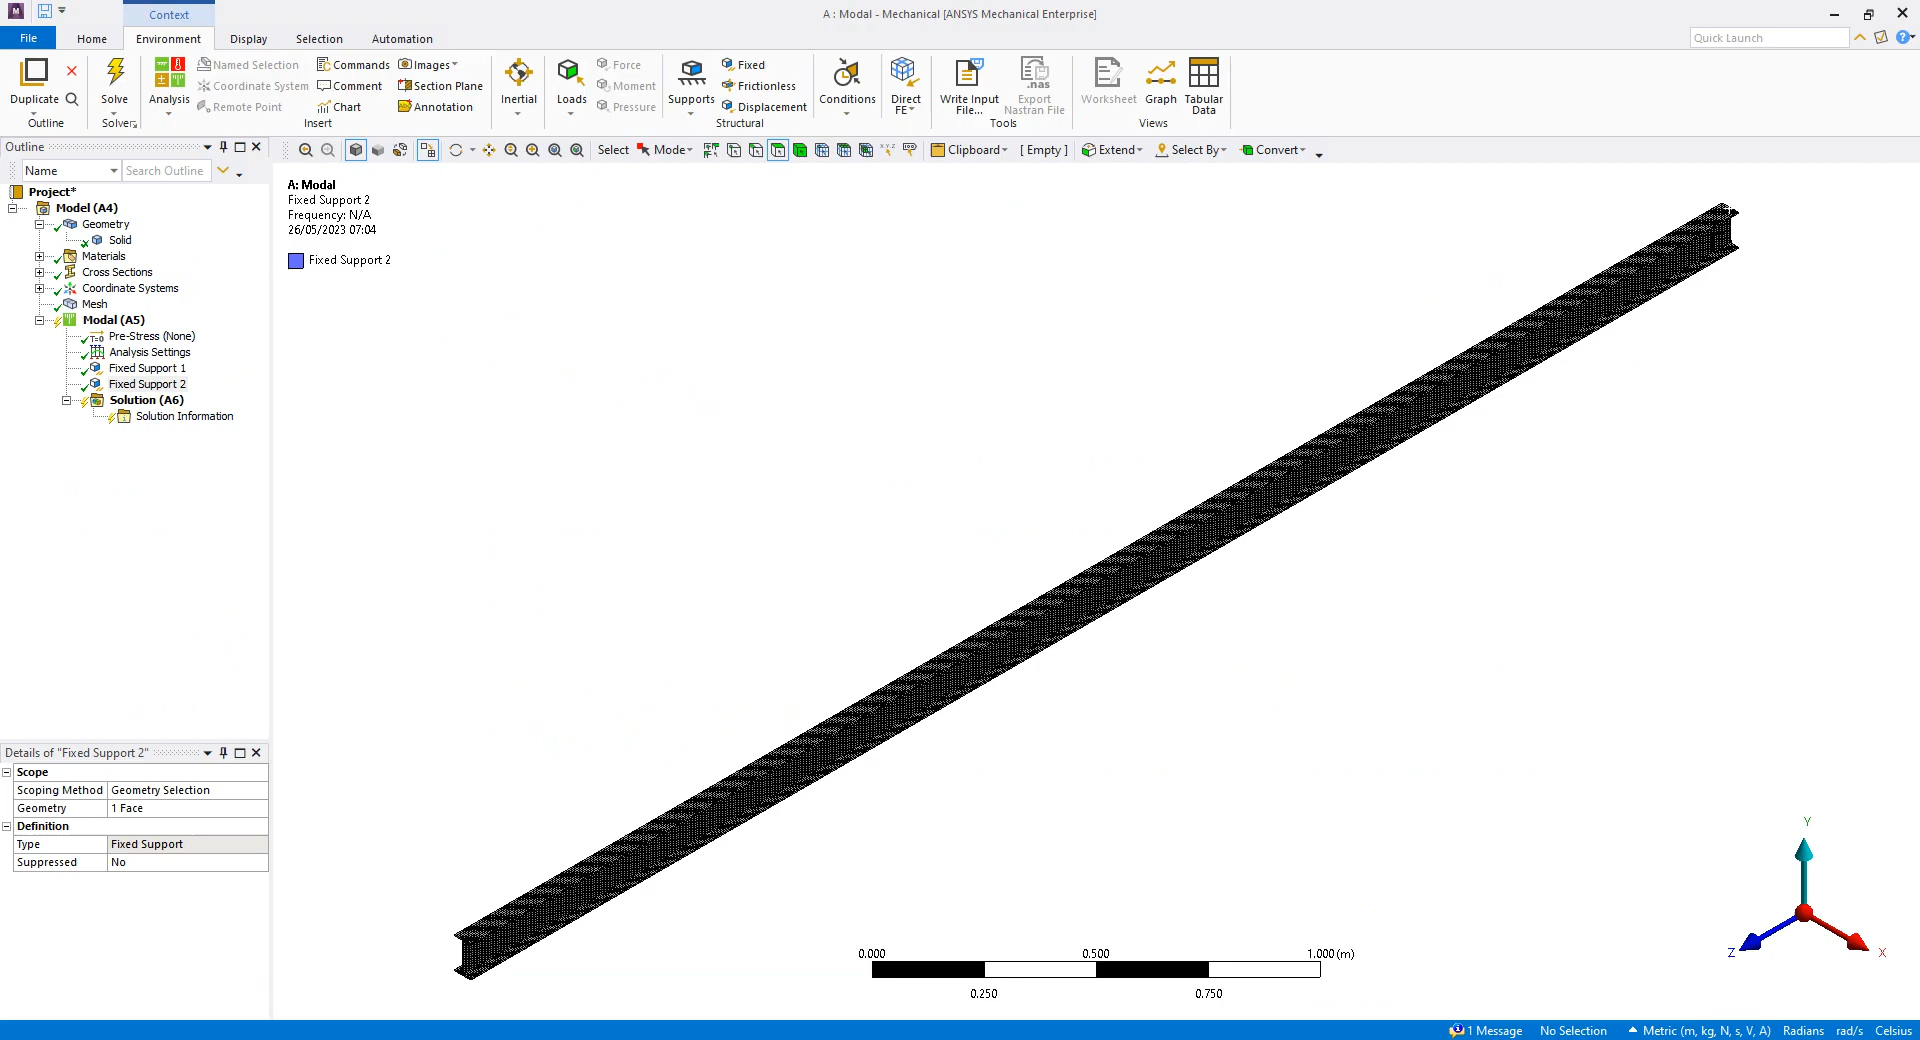 Context
A : Modal - Mechanical [ANSYS Mechanical Enterprise]
File Home Environment Display Selection Automation
Quick Launch
Duplicate
Outline
Solve
Solver
Analysis
Named Selection
Coordinate System
Remote Point
Commands
Comment
Chart
Images
Section Plane
Annotation
Insert
Inertial
Loads
Force
Moment
Pressure
Supports
Fixed
Frictionless
Displacement
Structural
Conditions
Direct
FE
Write Input
File...
.nas
Export
Nastran File
Tools
Worksheet
Graph
Tabular
Data
Views
Outline
Name
Search Outline
Select Mode Clipboard [ Empty ] Extend Select By Convert
Project*
Model (A4)
Geometry
Solid
Materials
Cross Sections
Coordinate Systems
Mesh
Modal (A5)
T=0 Pre-Stress (None)
Analysis Settings
Fixed Support 1
Fixed Support 2
Solution (A6)
Solution Information
A: Modal
Fixed Support 2
Frequency: N/A
26/05/2023 07:04
Fixed Support 2
Details of "Fixed Support 2"
Scope
Scoping Method Geometry Selection
Geometry 1 Face
Definition
Type Fixed Support
Suppressed No
0.000 0.500 1.000 (m)
0.250 0.750
Y
Z X
1 Message No Selection Metric (m, kg, N, s, V, A) Radians rad/s Celsius